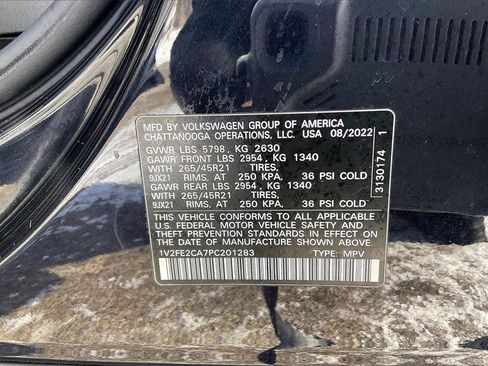 MFD BY VOLKSWAGEN GROUP OF AMERICA
CHATTANOOGA OPERATIONS, LLC. USA 08/2022
GVWR LBS 5798, KG 2630
GAWR FRONT LBS 2954, KG 1340
WITH 265/45R21 TIRES,
9JX21 RIMS, AT 250 KPA, 36 PSI COLD
GAWR REAR LBS 2954, KG 1340
WITH 265/45R21 TIRES,
9JX21 RIMS, AT 250 KPA, 36 PSI COLD
THIS VEHICLE CONFORMS TO ALL APPLICABLE
U.S. FEDERAL MOTOR VEHICLE SAFETY AND
THEFT PREVENTION STANDARDS IN EFFECT ON THE
DATE OF MANUFACTURE SHOWN ABOVE.
1V2FE2CA7PC201283 TYPE: MPV
3130174 1